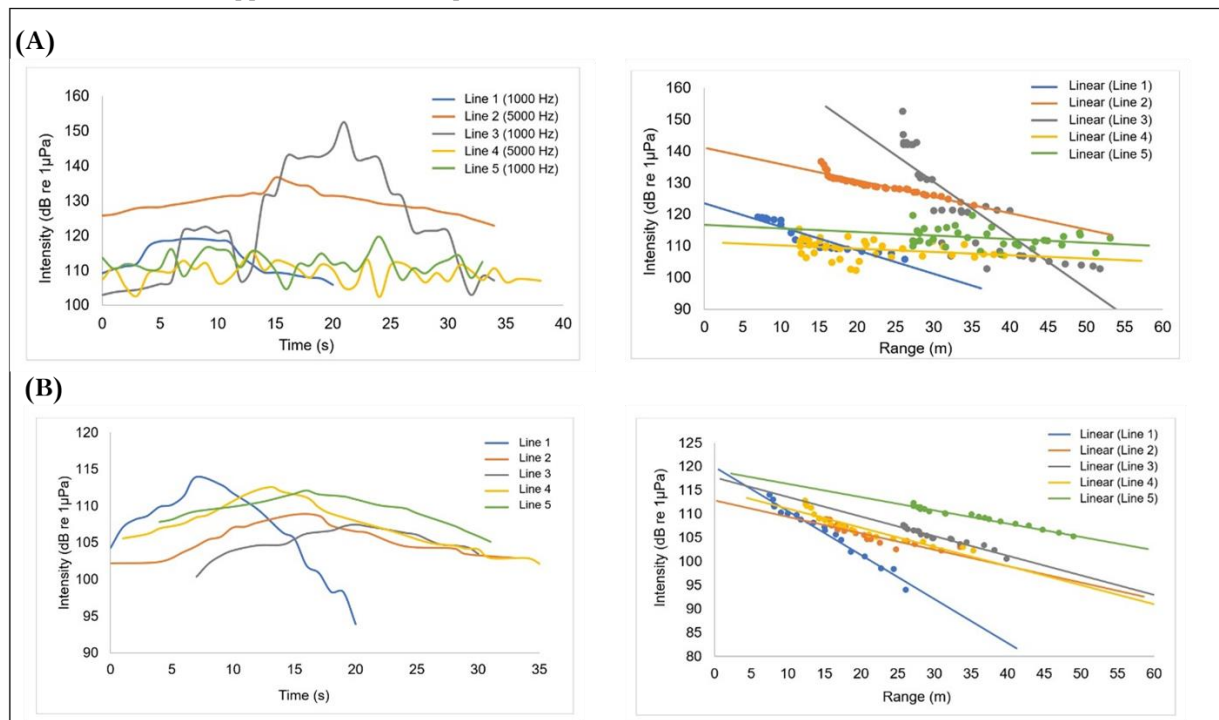 (A)
160
150
140
130
120
110
100
0 5 10 15 20 25 30 35 40
Intensity (dB re 1μPa)
Time (s)
Line 1 (1000 Hz)
Line 2 (5000 Hz)
Line 3 (1000 Hz)
Line 4 (5000 Hz)
Line 5 (1000 Hz)
160
150
140
130
120
110
100
90
0 5 10 15 20 25 30 35 40 45 50 55 60
Intensity (dB re 1μPa)
Range (m)
Linear (Line 1)
Linear (Line 2)
Linear (Line 3)
Linear (Line 4)
Linear (Line 5)
(B)
120
115
110
105
100
95
90
0 5 10 15 20 25 30 35
Intensity (dB re 1μPa)
Time (s)
Line 1
Line 2
Line 3
Line 4
Line 5
125
120
115
110
105
100
95
90
85
80
0 5 10 15 20 25 30 35 40 45 50 55 60
Intensity (dB re 1μPa)
Range (m)
Linear (Line 1)
Linear (Line 2)
Linear (Line 3)
Linear (Line 4)
Linear (Line 5)